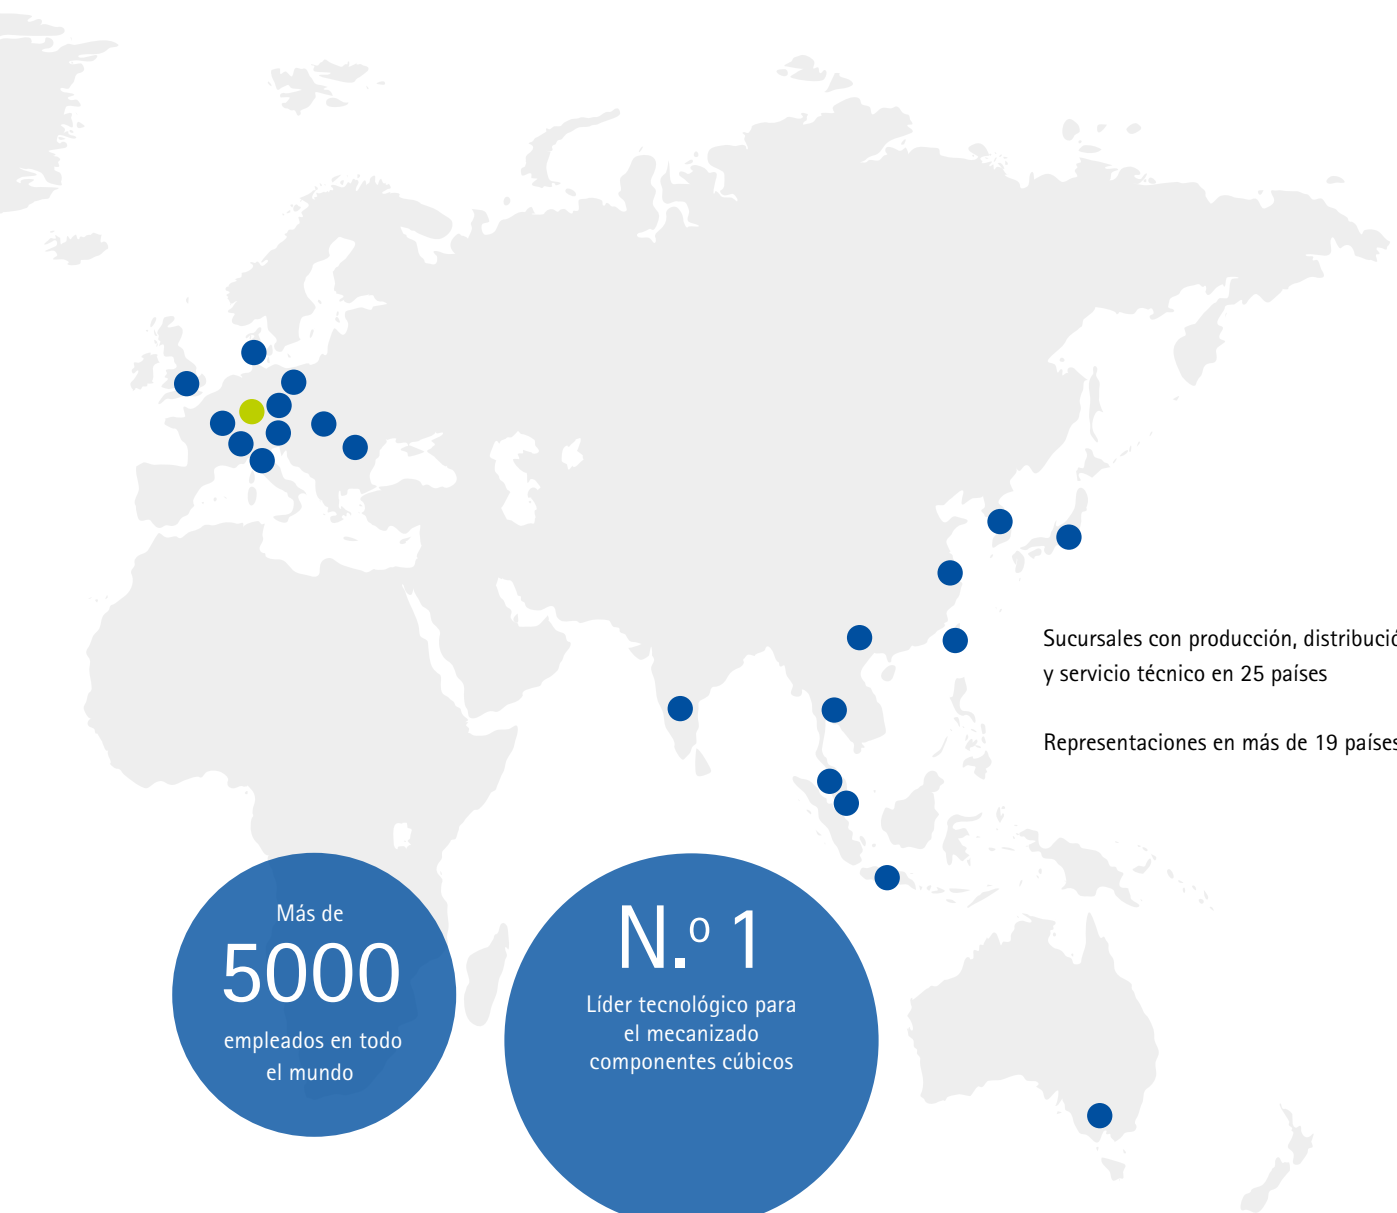 Sucursales con producción, distribució
y servicio técnico en 25 países
Representaciones en más de 19 países
Más de
5000
empleados en todo
el mundo
N.º 1
Líder tecnológico para
el mecanizado
componentes cúbicos